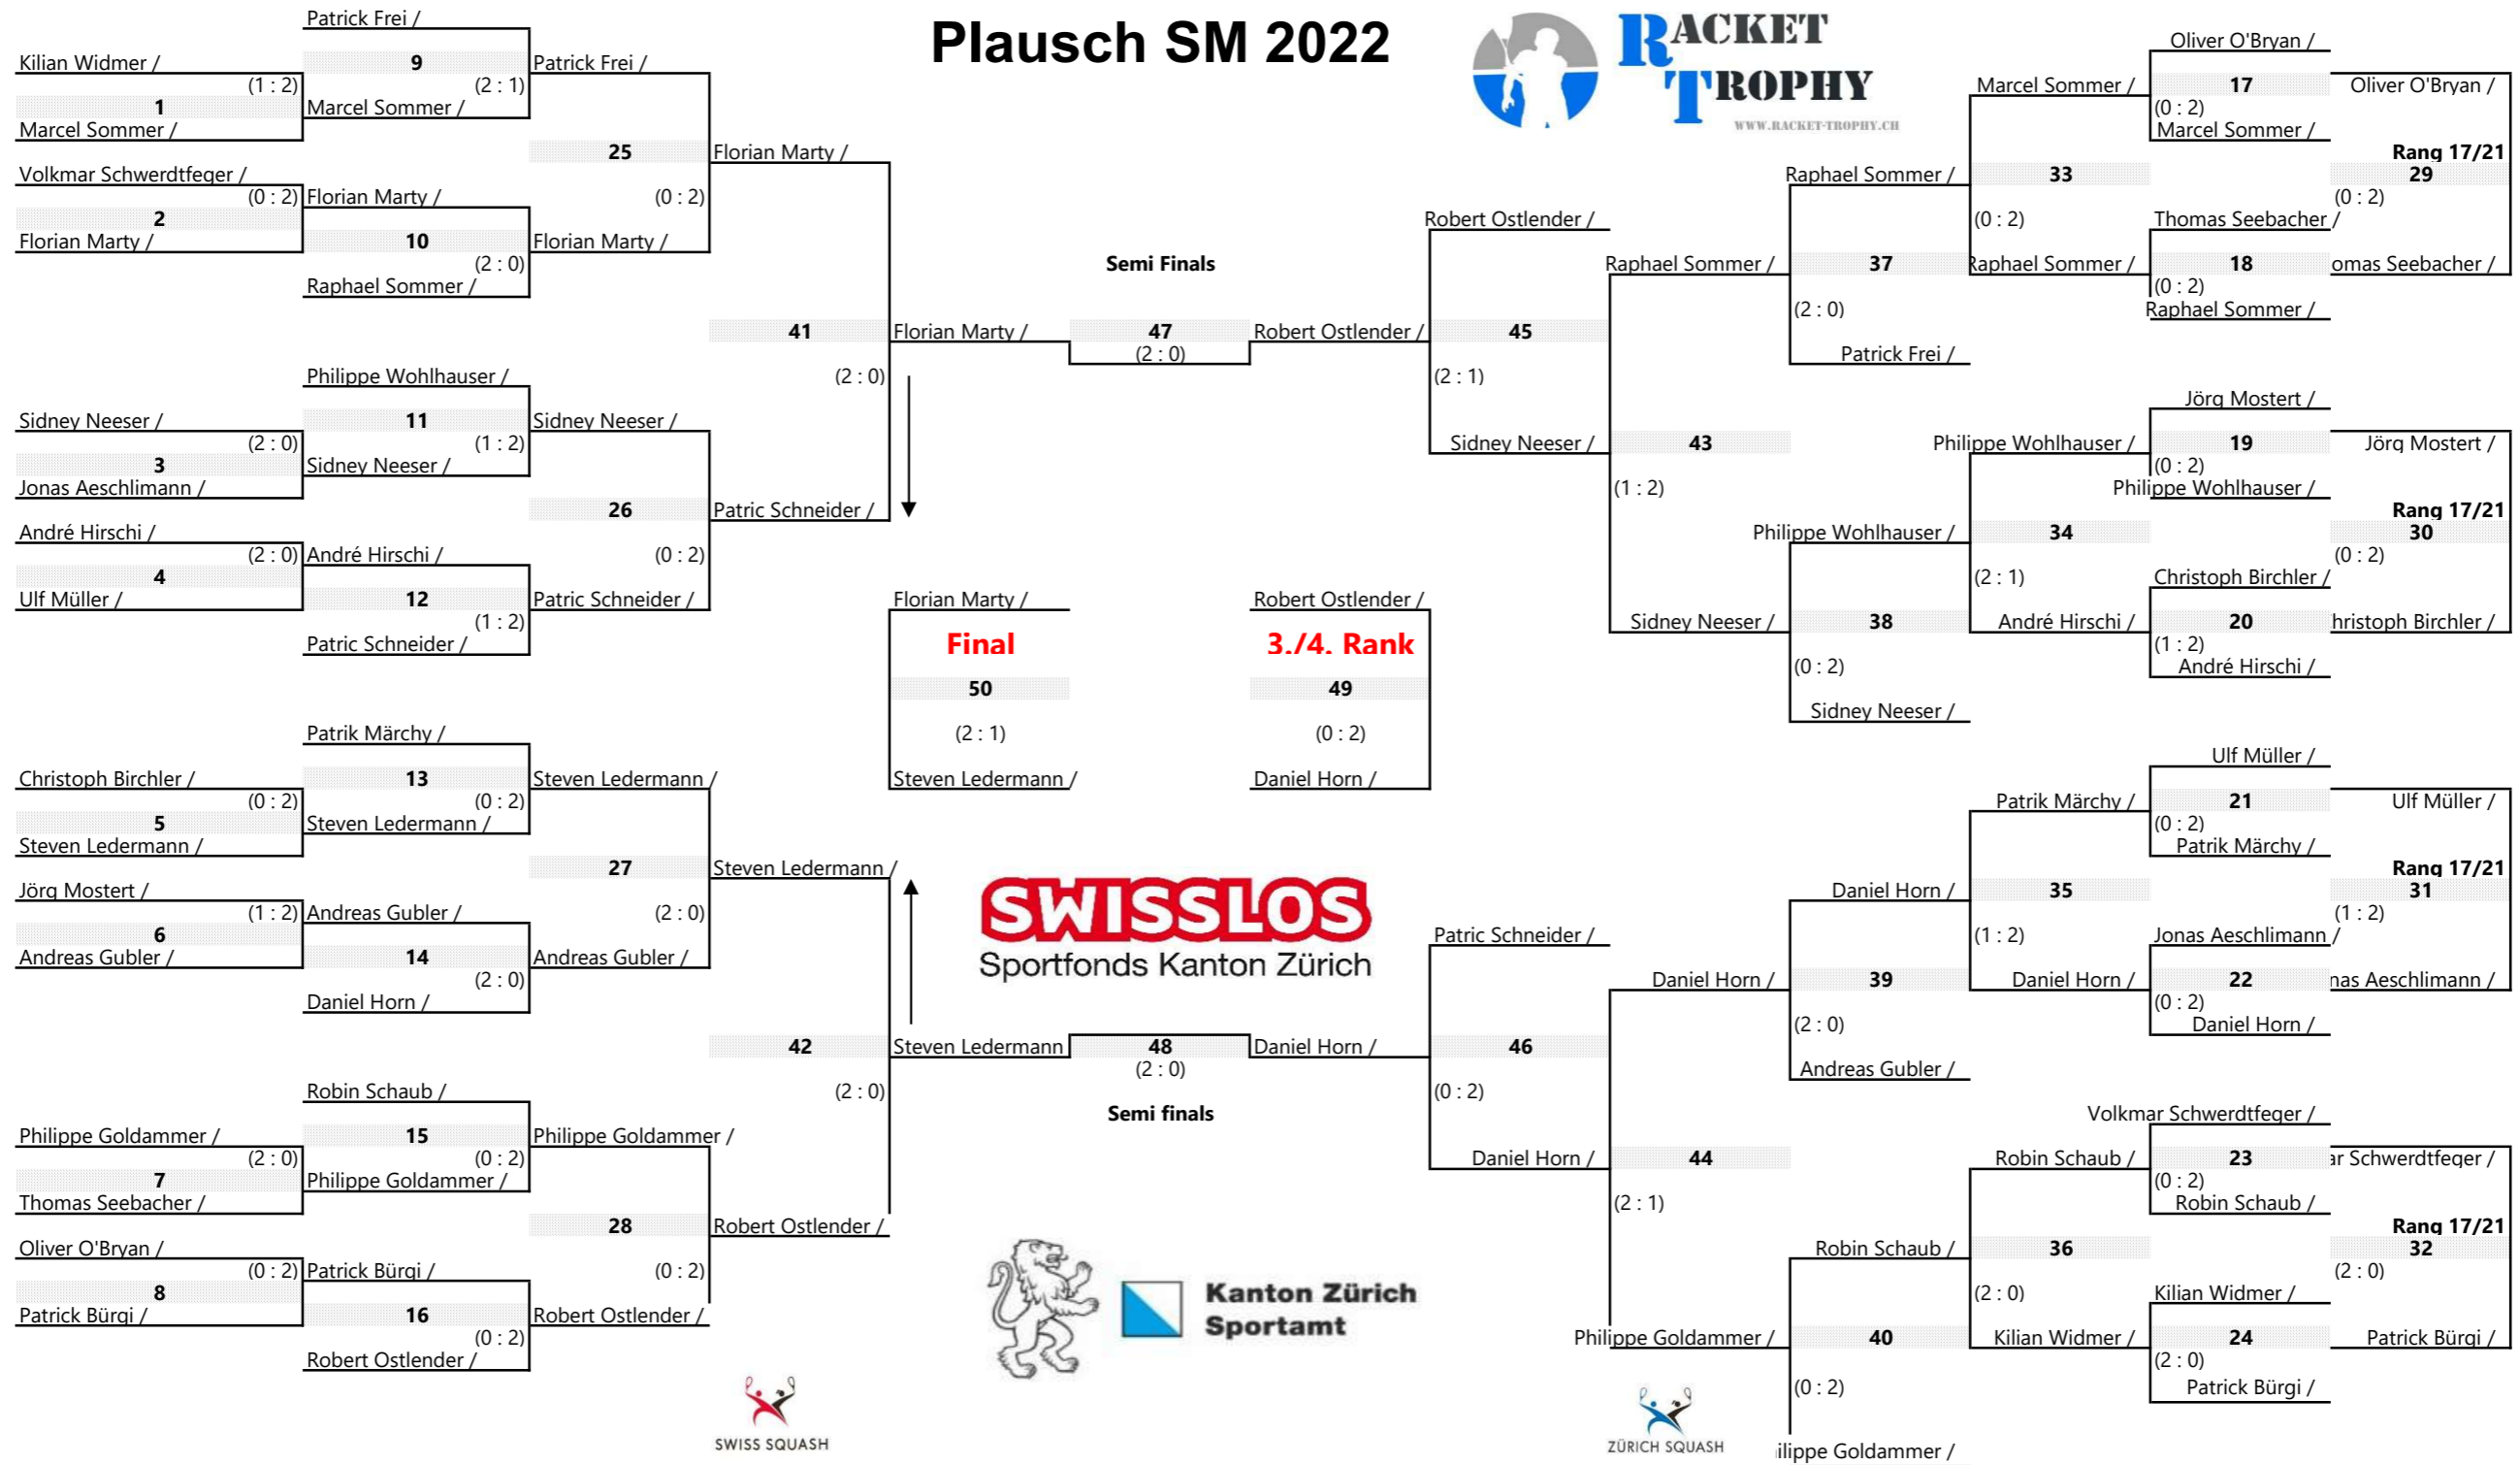 Plausch SM 2022
RACKET
TROPHY
WWW.RACKET-TROPHY.CH
Patrick Frei /
Kilian Widmer /
9
Patrick Frei /
(1 : 2)
(2 : 1)
1
Marcel Sommer /
Marcel Sommer /
25
Florian Marty /
Volkmar Schwerdtfeger /
(0 : 2)
Florian Marty /
(0 : 2)
2
Florian Marty /
10
Florian Marty /
(2 : 0)
Raphael Sommer /
41
Florian Marty /
(2 : 0)
Philippe Wohlhauser /
Sidney Neeser /
11
Sidney Neeser /
(2 : 0)
(1 : 2)
3
Sidney Neeser /
Jonas Aeschlimann /
26
Patric Schneider /
André Hirschi /
(2 : 0)
André Hirschi /
(0 : 2)
4
Ulf Müller /
12
Patric Schneider /
(1 : 2)
Patric Schneider /
Patrik Märchy /
Christoph Birchler /
13
Steven Ledermann /
(0 : 2)
(0 : 2)
5
Steven Ledermann /
Steven Ledermann /
27
Steven Ledermann /
Jörg Mostert /
(1 : 2)
Andreas Gubler /
(2 : 0)
6
Andreas Gubler /
14
Andreas Gubler /
(2 : 0)
Daniel Horn /
42
Steven Ledermann
(2 : 0)
Robin Schaub /
Philippe Goldammer /
15
Philippe Goldammer /
(2 : 0)
(0 : 2)
7
Philippe Goldammer /
Thomas Seebacher /
28
Robert Ostlender /
Oliver O'Bryan /
(0 : 2)
Patrick Bürgi /
(0 : 2)
8
Patrick Bürgi /
16
Robert Ostlender /
(0 : 2)
Robert Ostlender /
Semi Finals
47
(2 : 0)
Robert Ostlender /
Florian Marty /
Final
50
(2 : 1)
Steven Ledermann /
Robert Ostlender /
3./4. Rank
49
(0 : 2)
Daniel Horn /
SWISSLOS
Sportfonds Kanton Zürich
48
(2 : 0)
Daniel Horn /
Semi finals
Kanton Zürich
Sportamt
SWISS SQUASH
ZÜRICH SQUASH
Robert Ostlender /
45
(2 : 1)
Sidney Neeser /
Raphael Sommer /
43
(1 : 2)
Sidney Neeser /
Raphael Sommer /
37
(2 : 0)
Patrick Frei /
Philippe Wohlhauser /
38
(0 : 2)
Sidney Neeser /
Marcel Sommer /
33
(0 : 2)
Raphael Sommer /
Philippe Wohlhauser /
34
(2 : 1)
André Hirschi /
Oliver O'Bryan /
17
(0 : 2)
Marcel Sommer /
Thomas Seebacher /
18
(0 : 2)
Raphael Sommer /
Jörg Mostert /
19
(0 : 2)
Philippe Wohlhauser /
Christoph Birchler /
20
(1 : 2)
André Hirschi /
Oliver O'Bryan /
Rang 17/21
29
(0 : 2)
omas Seebacher /
Jörg Mostert /
Rang 17/21
30
(0 : 2)
hristoph Birchler /
Patric Schneider /
46
(0 : 2)
Daniel Horn /
Daniel Horn /
44
(2 : 1)
Philippe Goldammer /
Daniel Horn /
39
(2 : 0)
Andreas Gubler /
Robin Schaub /
40
(0 : 2)
ilippe Goldammer /
Patrik Märchy /
35
(1 : 2)
Daniel Horn /
Robin Schaub /
36
(2 : 0)
Kilian Widmer /
Ulf Müller /
21
(0 : 2)
Patrik Märchy /
Jonas Aeschlimann /
22
(0 : 2)
Daniel Horn /
Volkmar Schwerdtfeger /
23
(0 : 2)
Robin Schaub /
Kilian Widmer /
24
(2 : 0)
Patrick Bürgi /
Ulf Müller /
Rang 17/21
31
(1 : 2)
nas Aeschlimann /
ar Schwerdtfeger /
Rang 17/21
32
(2 : 0)
Patrick Bürgi /